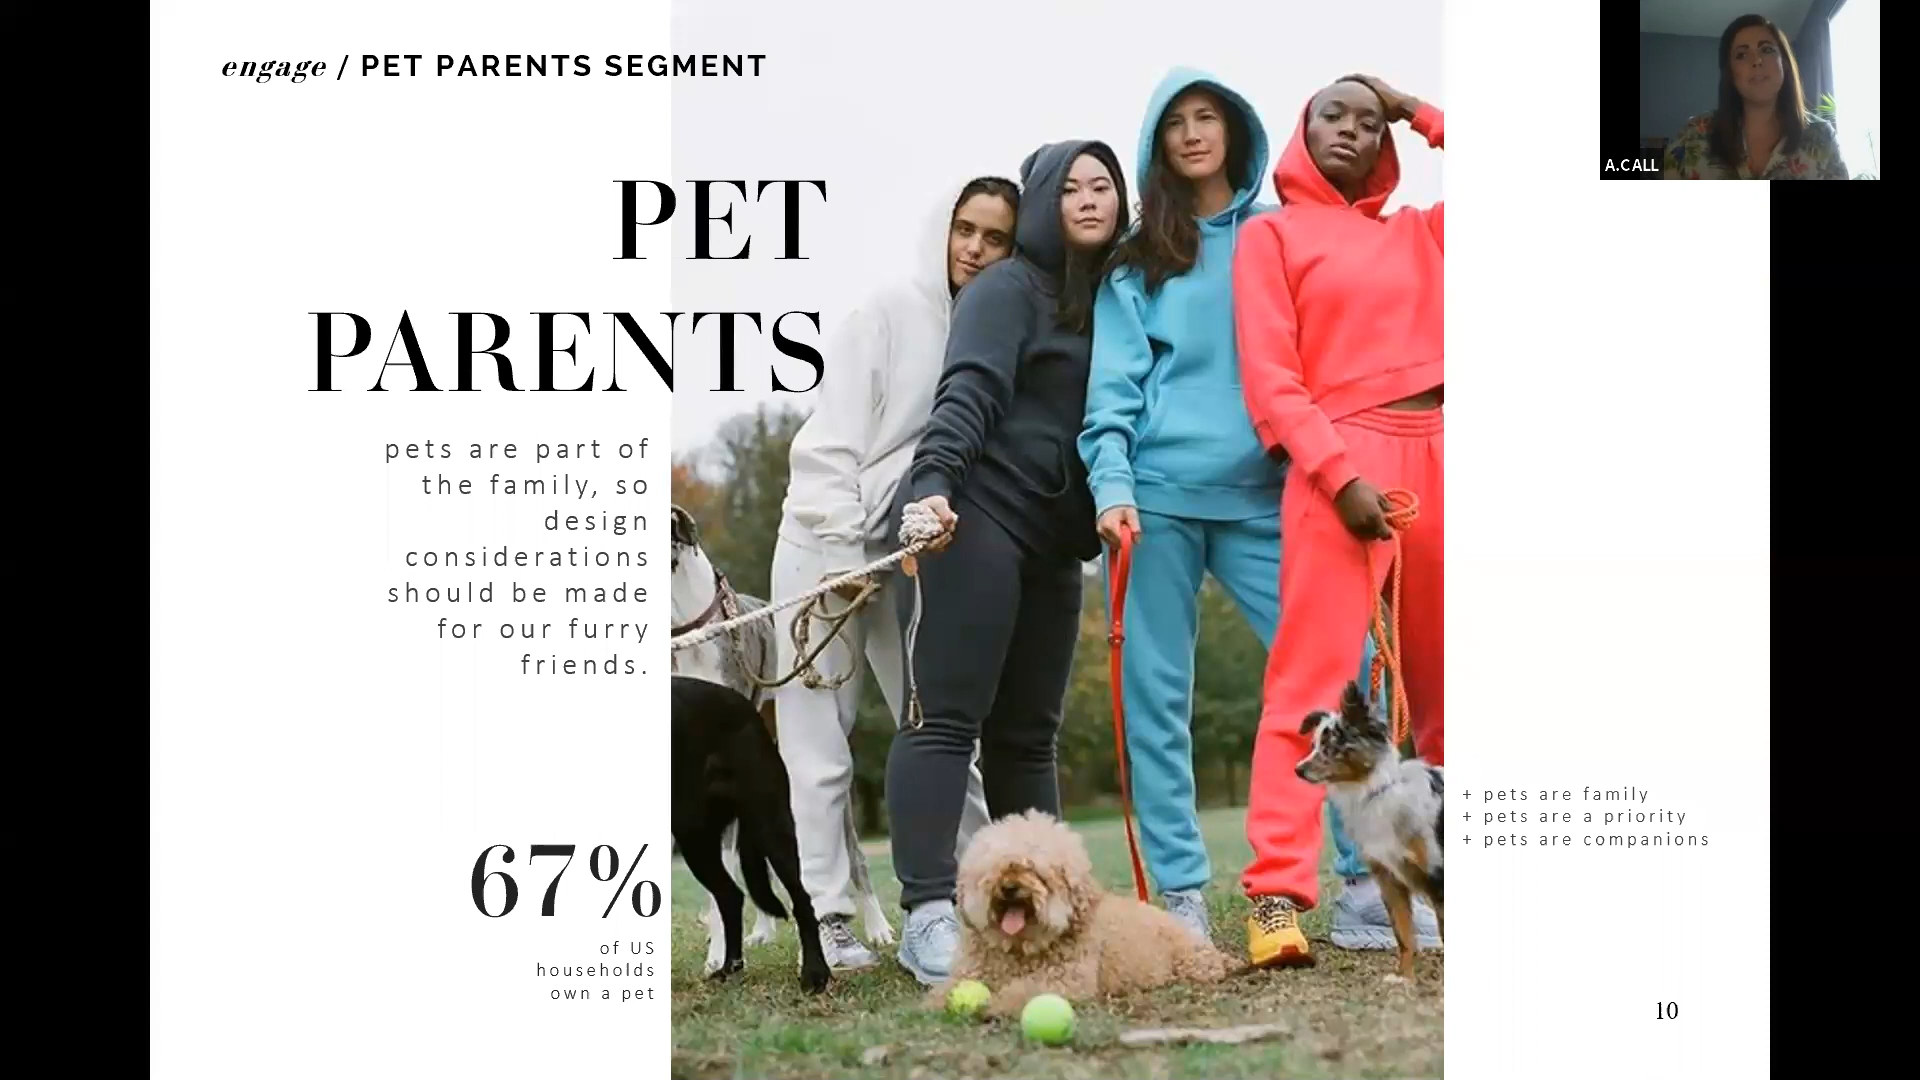 engage / PET PARENTS SEGMENT
A.CALL
PET
PARENTS
pets are part of
the family, so
design
considerations
should be made
for our furry
friends.
67%
of US
households
own a pet
+ pets are family
+ pets are a priority
+ pets are companions
10